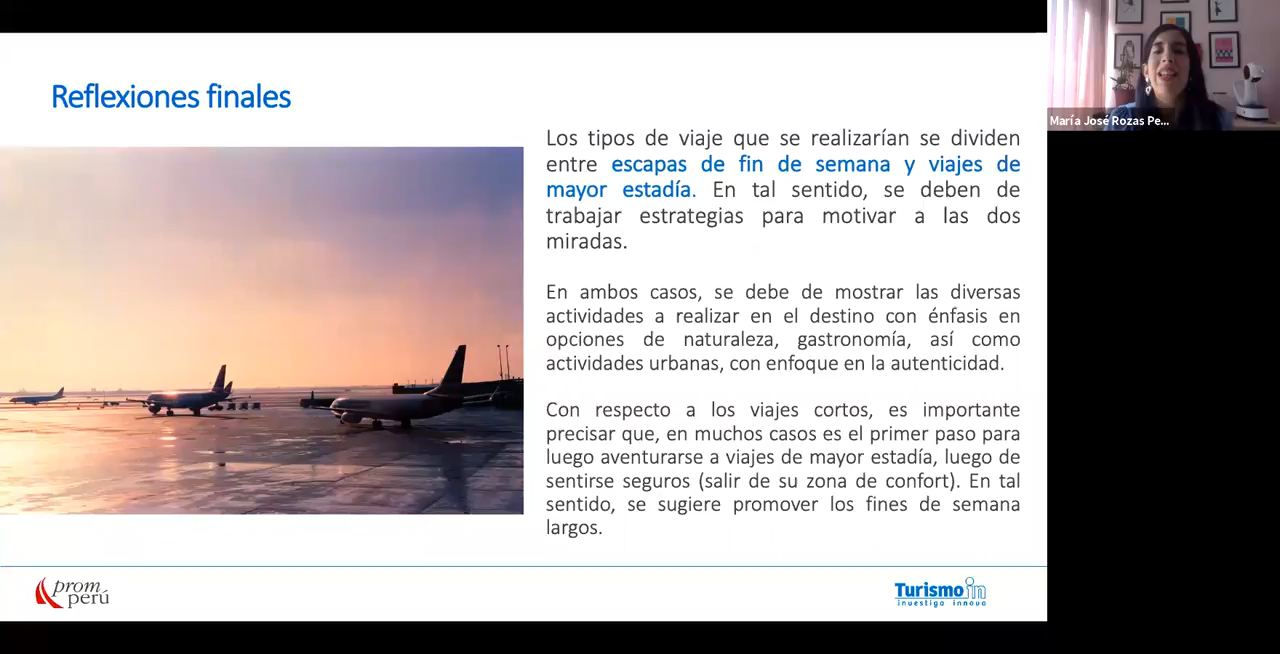 Reflexiones finales
Los tipos de viaje que se realizarían se dividen
entre escapas de fin de semana y viajes de
mayor estadía. En tal sentido, se deben de
trabajar estrategias para motivar a las dos
miradas.
En ambos casos, se debe de mostrar las diversas
actividades a realizar en el destino con énfasis en
opciones de naturaleza, gastronomía, así como
actividades urbanas, con enfoque en la autenticidad.
Con respecto a los viajes cortos, es importante
precisar que, en muchos casos es el primer paso para
luego aventurarse a viajes de mayor estadía, luego de
sentirse seguros (salir de su zona de confort). En tal
sentido, se sugiere promover los fines de semana
largos.
María José Rozas Pe...
prom
perú
Turismo in
investigo innova